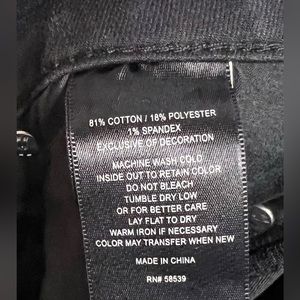 81% COTTON / 18% POLYESTER
1% SPANDEX
EXCLUSIVE OF DECORATION
MACHINE WASH COLD
INSIDE OUT TO RETAIN COLOR
DO NOT BLEACH
TUMBLE DRY LOW
OR FOR BETTER CARE
LAY FLAT TO DRY
WARM IRON IF NECESSARY
COLOR MAY TRANSFER WHEN NEW
MADE IN CHINA
RN# 58539